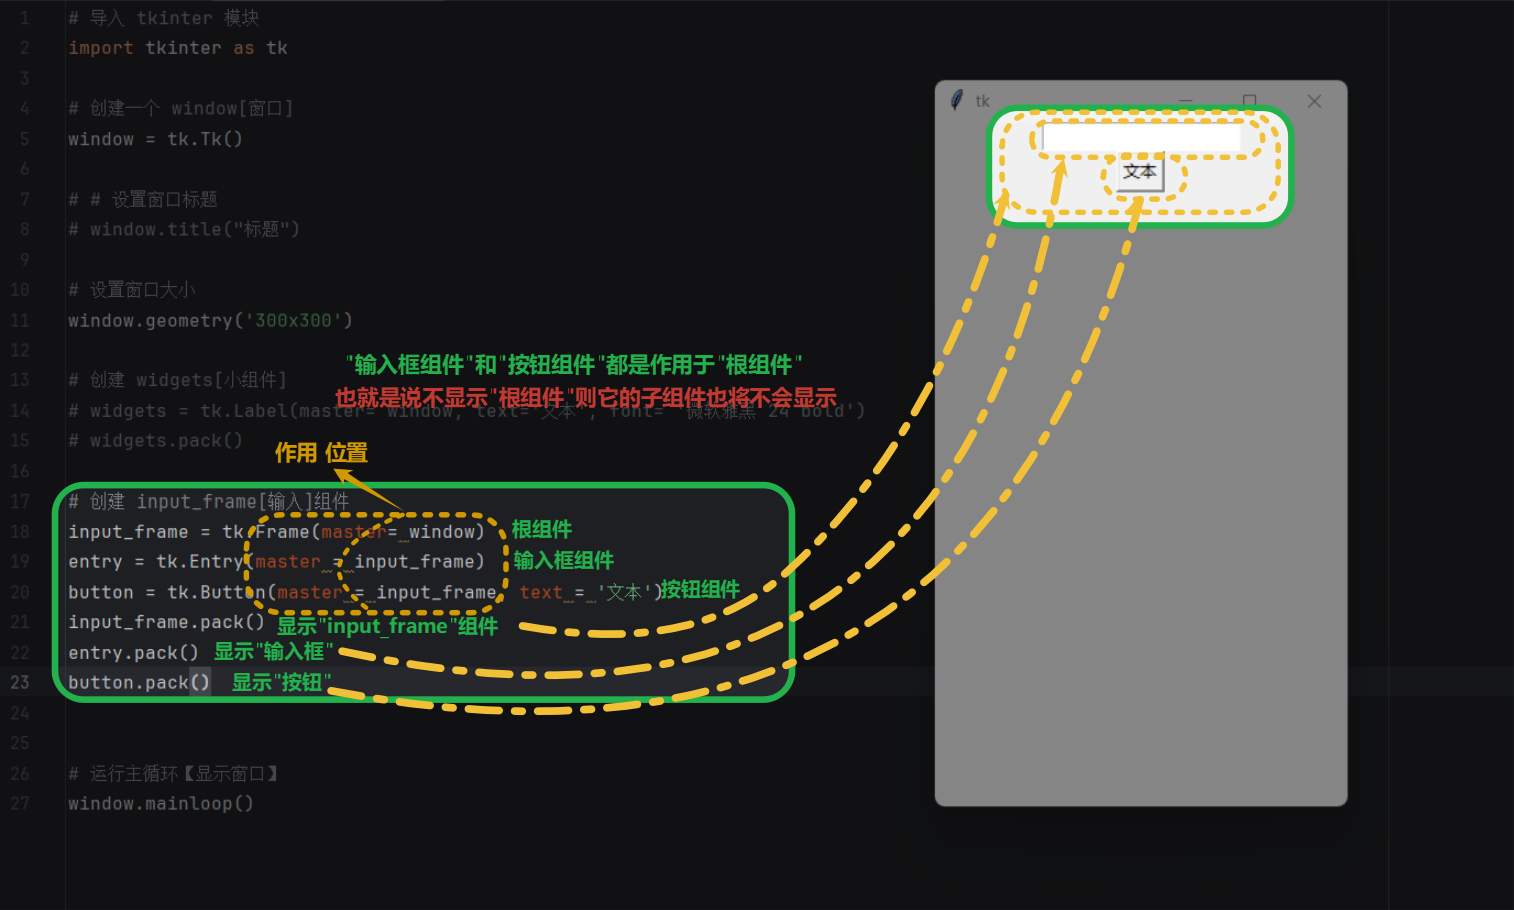 1 # 导入 tkinter 模块
2 import tkinter as tk
3
4 # 创建一个 window[窗口]
5 window = tk.Tk()
6
7 # # 设置窗口标题
8 # window.title("标题")
9
10 # 设置窗口大小
11 window.geometry('300x300')
12
"输入框组件"和"按钮组件"都是作用于"根组件"
13 # 创建 widgets[小组件]
也就是说不显示"根组件"则它的子组件也将不会显示
14 # widgets = tk.Label(master= window, text= '文本', font= '微软雅黑 24 bold')
15 # widgets.pack()
作用 位置
16
17 # 创建 input_frame[输入]组件
18 input_frame = tk.Frame(master= window) 根组件
19 entry = tk.Entry(master = input_frame) 输入框组件
20 button = tk.Button(master = input_frame, text = '文本') 按钮组件
21 input_frame.pack() 显示"input_frame"组件
22 entry.pack() 显示"输入框"
23 button.pack() 显示"按钮"
24
25
26 # 运行主循环【显示窗口】
27 window.mainloop()
tk
文本